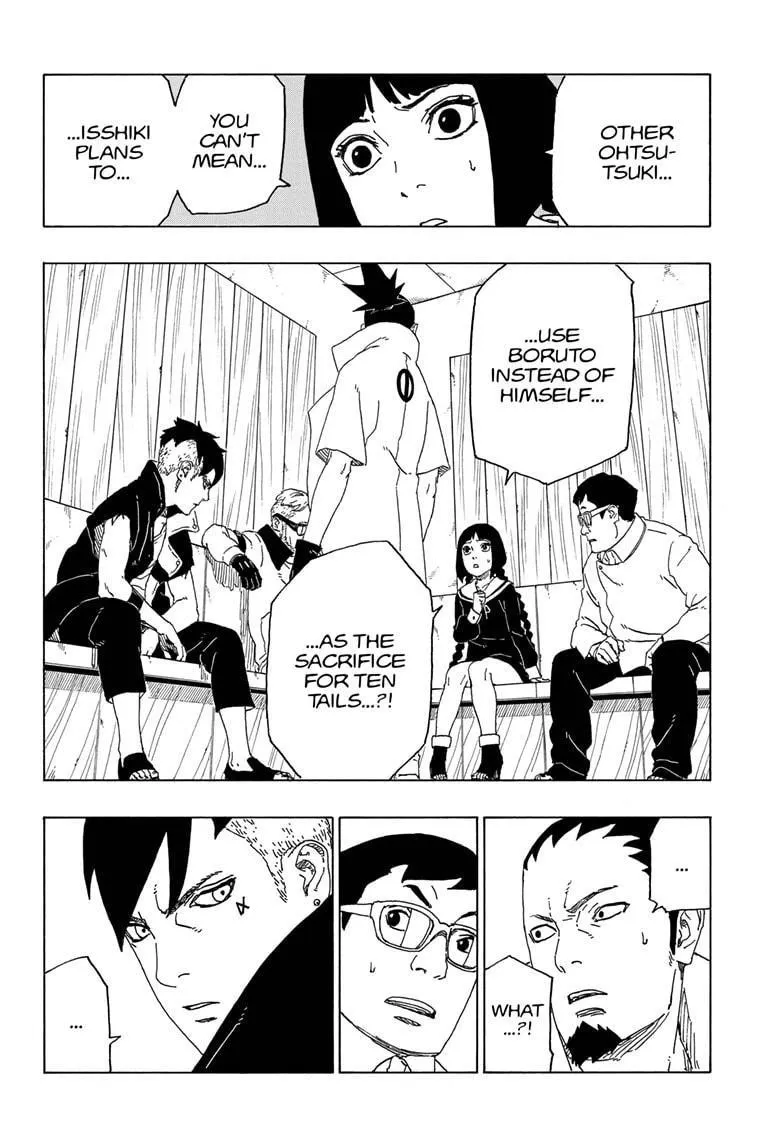 OTHER
OHTSU-
TSUKI...
YOU
CAN'T
MEAN...
...ISSHIKI
PLANS
TO...
...USE
BORUTO
INSTEAD OF
HIMSELF...
...AS THE
SACRIFICE
FOR TEN
TAILS...?!
...
WHAT
...?!
...